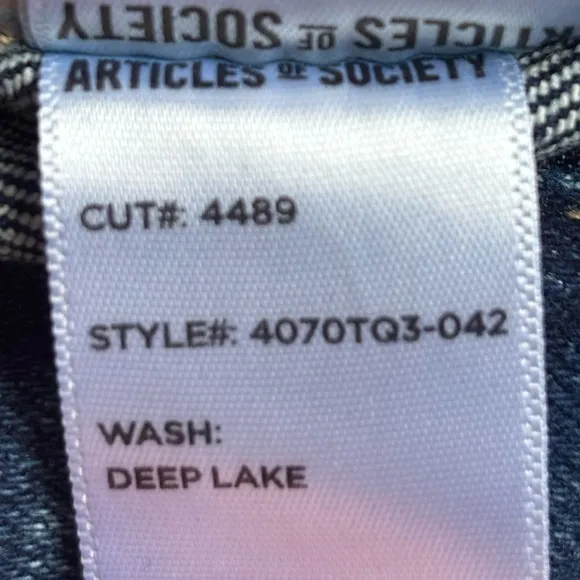 ARTICLES OF SOCIETY
ARTICLES OF SOCIETY
CUT#: 4489
STYLE#: 4070TQ3-042
WASH:
DEEP LAKE